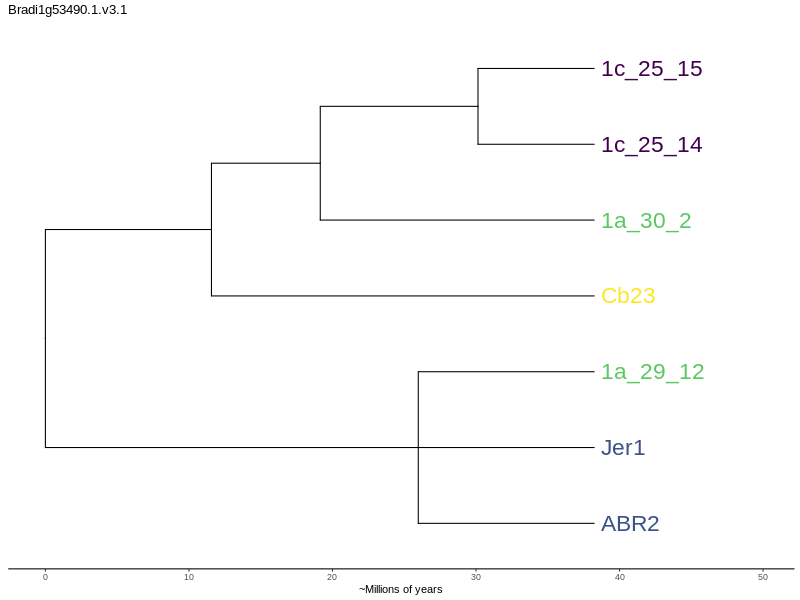 Bradi1g53490.1.v3.1
1c_25_15
1c_25_14
1a_30_2
Cb23
1a_29_12
Jer1
ABR2
0 10 20 30 40 50
~Millions of years